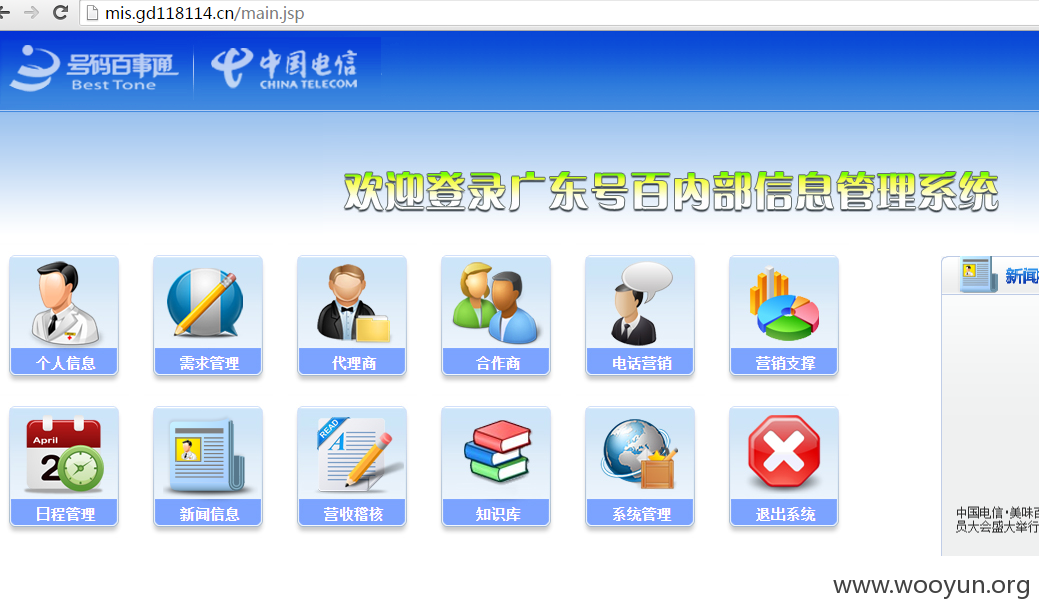 mis.gd118114.cn/main.jsp
号码百事通
Best Tone
中国电信
CHINA TELECOM
欢迎登录广东号百内部信息管理系统
个人信息
需求管理
代理商
合作商
电话营销
营销支撑
新闻
April
2
READ
A
日程管理
新闻信息
营收稽核
知识库
系统管理
退出系统
中国电信·美味
员大会盛大举行
www.wooyun.org